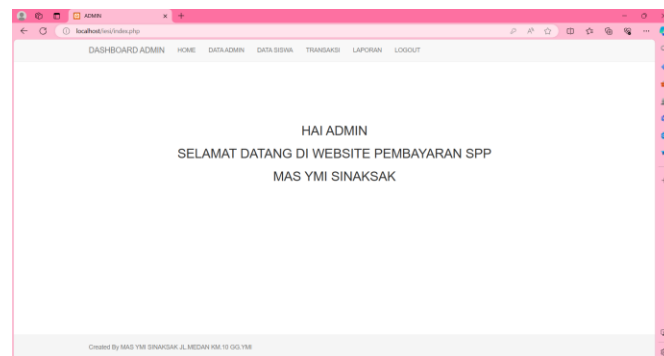 ADMIN
localhost/iesi/index.php
DASHBOARD ADMIN HOME DATA ADMIN DATA SISWA TRANSAKSI LAPORAN LOGOUT
HAI ADMIN
SELAMAT DATANG DI WEBSITE PEMBAYARAN SPP
MAS YMI SINAKSAK
Created By MAS YMI SINAKSAK JL.MEDAN KM.10 GG.YMI